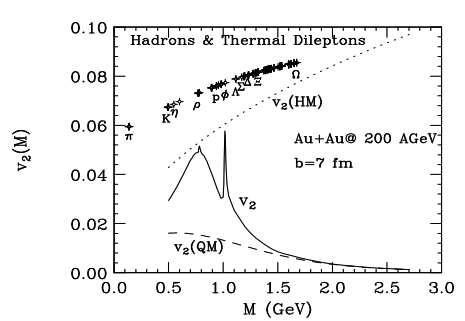 Hadrons & Thermal Dileptons
0.10
0.08
0.06
0.04
0.02
0.00
v2(M)
π
K
η
ρ
p
ϕ
Λ
Σ
Δ
Ξ
Ω
v2(HM)
Au+Au@ 200 AGeV
b=7 fm
v2
v2(QM)
0.0 0.5 1.0 1.5 2.0 2.5 3.0
M (GeV)